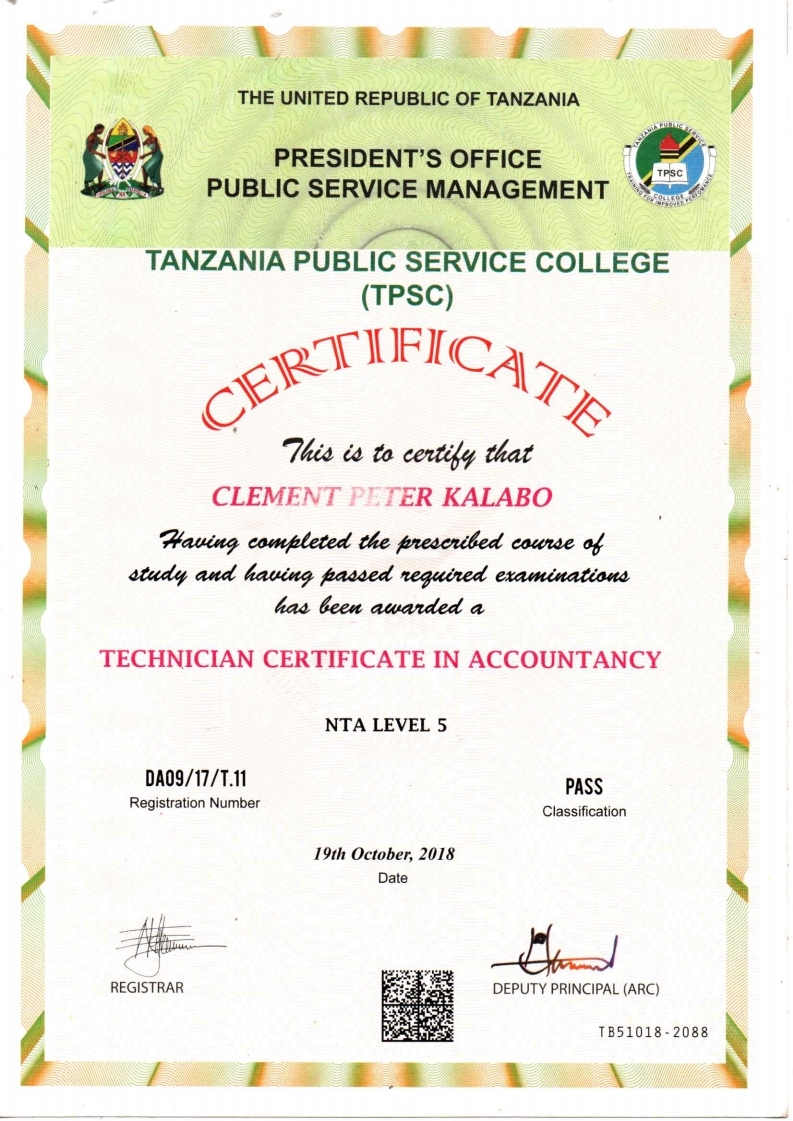 THE UNITED REPUBLIC OF TANZANIA
PRESIDENT'S OFFICE
PUBLIC SERVICE MANAGEMENT
TANZANIA PUBLIC SERVICE
TPSC
COLLEGE
TRAINING FOR IMPROVED PERFOMANCE
TANZANIA PUBLIC SERVICE COLLEGE
(TPSC)
CERTIFICATE
This is to certify that
CLEMENT PETER KALABO
Having completed the prescribed course of
study and having passed required examinations
has been awarded a
TECHNICIAN CERTIFICATE IN ACCOUNTANCY
NTA LEVEL 5
DA09/17/T.11
Registration Number
PASS
Classification
19th October, 2018
Date
REGISTRAR
DEPUTY PRINCIPAL (ARC)
TB51018-2088